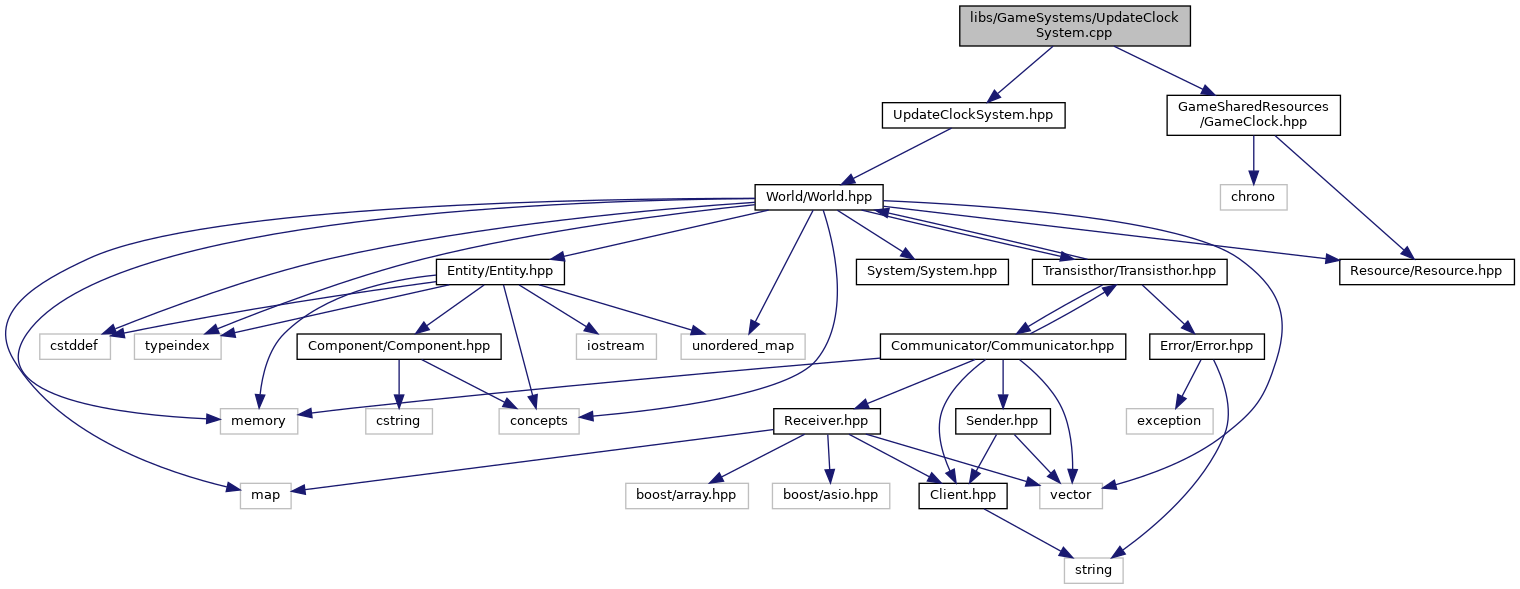 libs/GameSystems/UpdateClock
System.cpp
UpdateClockSystem.hpp
GameSharedResources
/GameClock.hpp
World/World.hpp
chrono
Entity/Entity.hpp
System/System.hpp
Transisthor/Transisthor.hpp
Resource/Resource.hpp
cstddef
typeindex
Component/Component.hpp
iostream
unordered_map
Communicator/Communicator.hpp
Error/Error.hpp
memory
cstring
concepts
Receiver.hpp
Sender.hpp
exception
map
boost/array.hpp
boost/asio.hpp
Client.hpp
vector
string